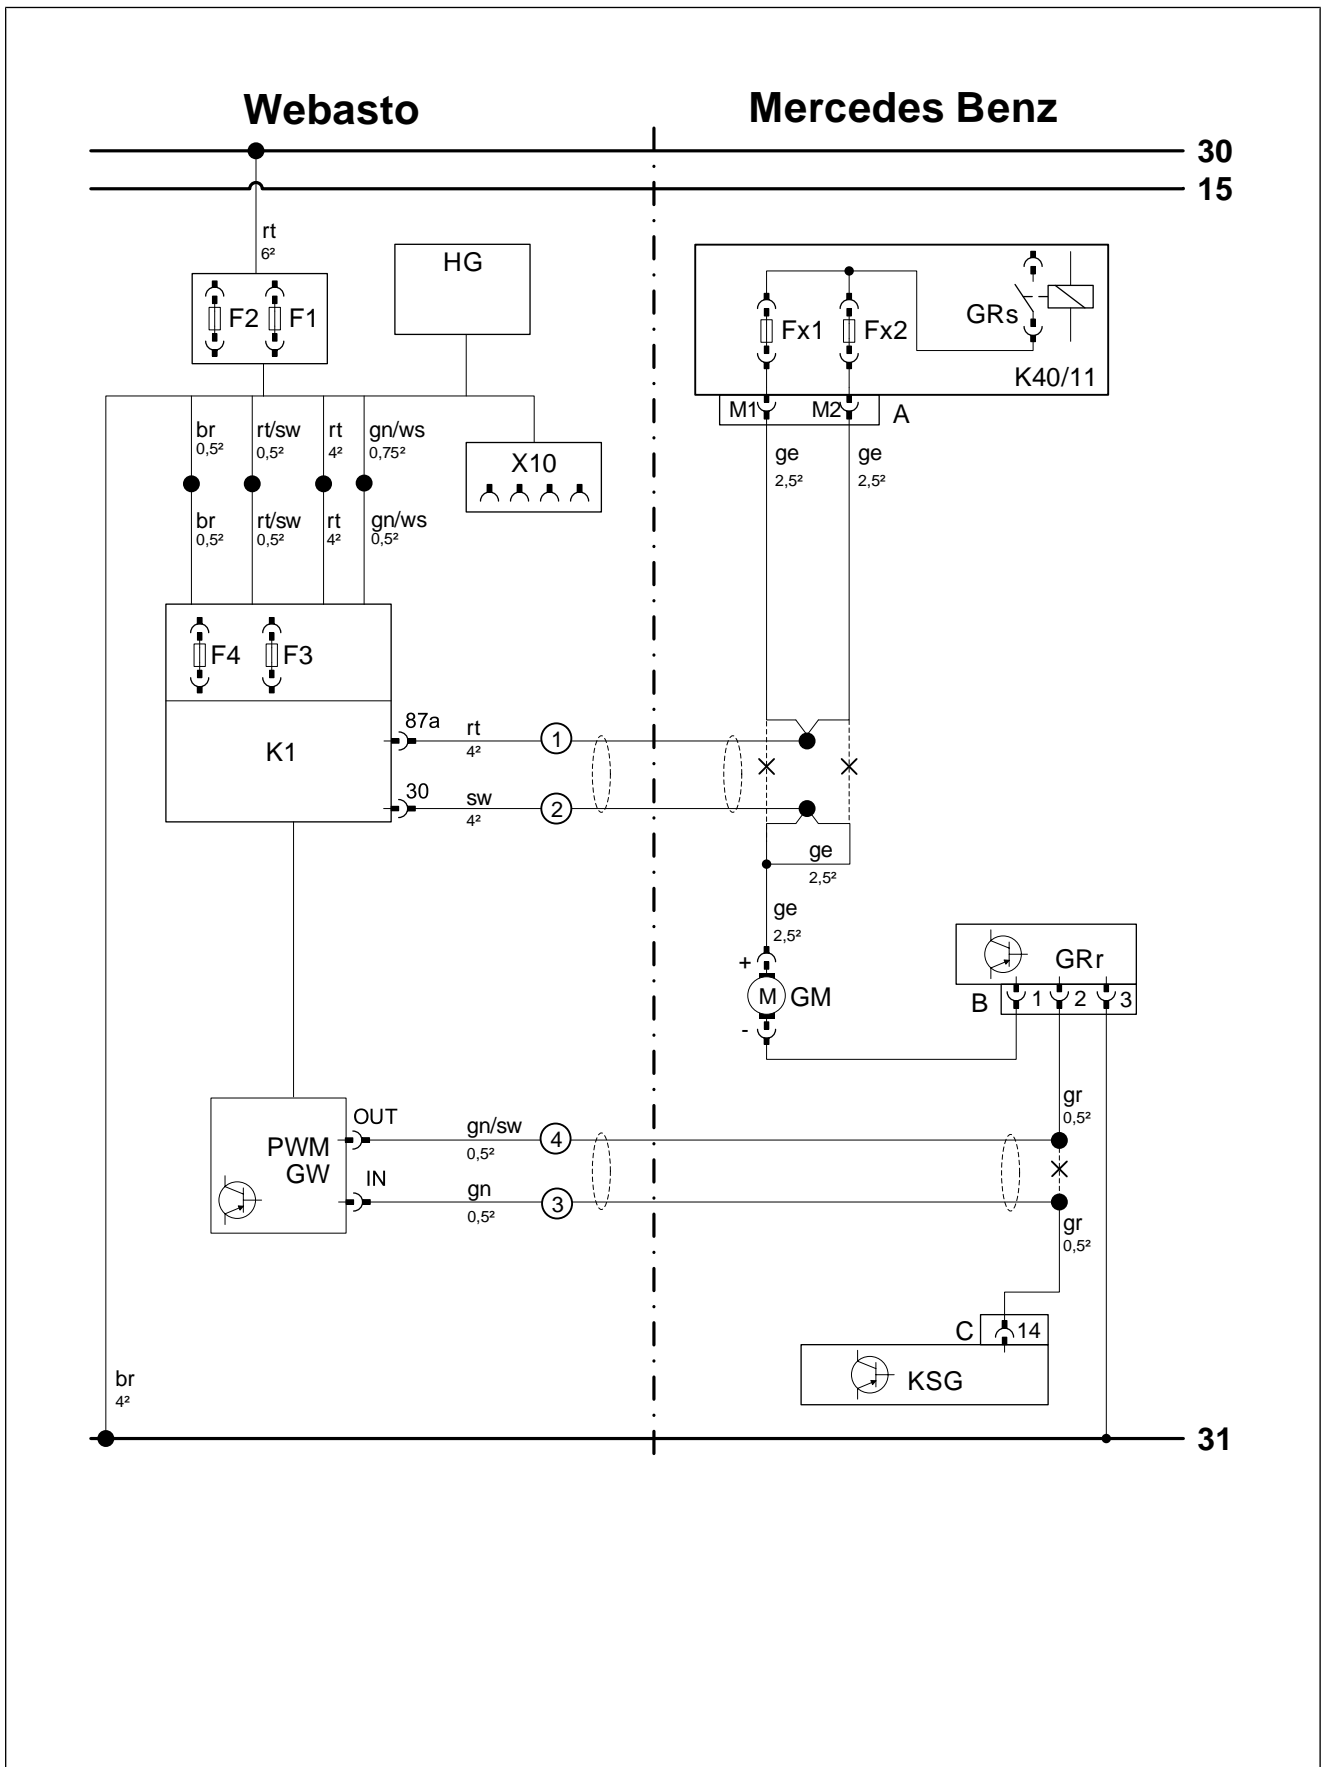 Webasto
Mercedes Benz
30
15
rt
6²
HG
F2 F1
Fx1
Fx2
GRs
K40/11
M1
M2
A
br
0,5²
rt/sw
0,5²
rt
4²
gn/ws
0,75²
X10
ge
2,5²
ge
2,5²
br
0,5²
rt/sw
0,5²
rt
4²
gn/ws
0,5²
F4
F3
K1
87a
rt
4²
1
30
sw
4²
2
ge
2,5²
ge
2,5²
+
M
GM
-
GRr
B
1
2
3
PWM
GW
OUT
gn/sw
0,5²
4
IN
gn
0,5²
3
gr
0,5²
gr
0,5²
C
14
KSG
br
4²
31